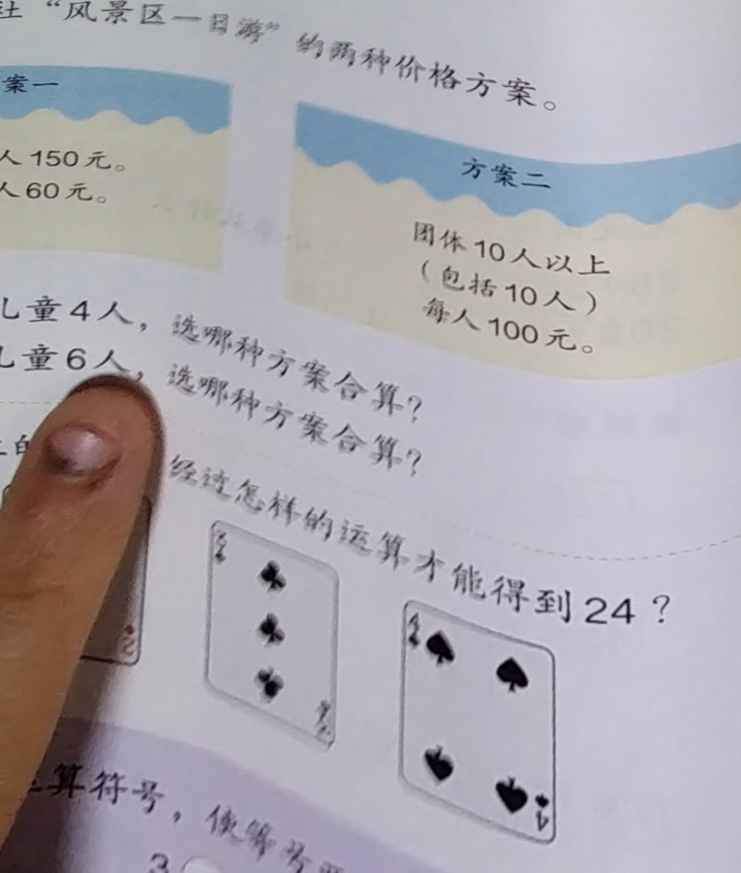 社“风景区一日游”的两种价格方案。
案一
人150元。
人60元。
方案二
团体10人以上
（包括10人）
每人100元。
儿童4人，选哪种方案合算？
儿童6人，选哪种方案合算？
上的
经过怎样的运算才能得到24？
2
3
3
4
4
算符号，使等号两
3